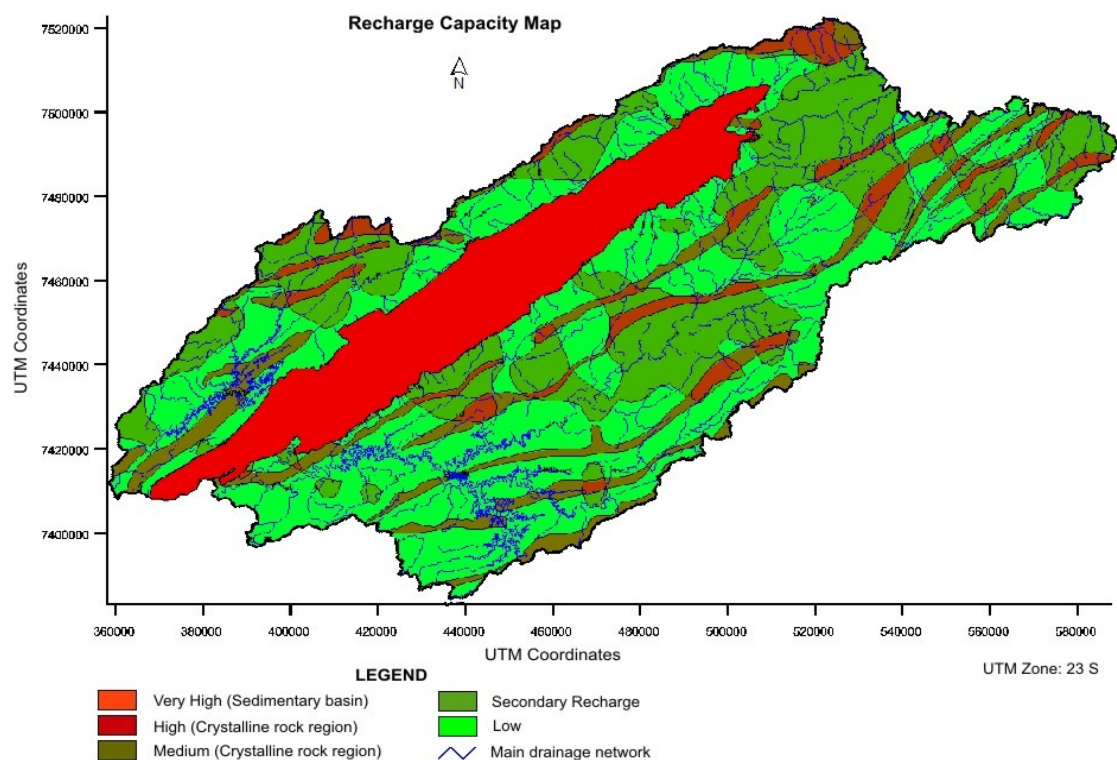 Recharge Capacity Map
N
7520000
7500000
7480000
7460000
7440000
7420000
7400000
UTM Coordinates
360000 380000 400000 420000 440000 460000 480000 500000 520000 540000 560000 580000
UTM Coordinates
UTM Zone: 23 S
LEGEND
Very High (Sedimentary basin)
High (Crystalline rock region)
Medium (Crystalline rock region)
Secondary Recharge
Low
Main drainage network